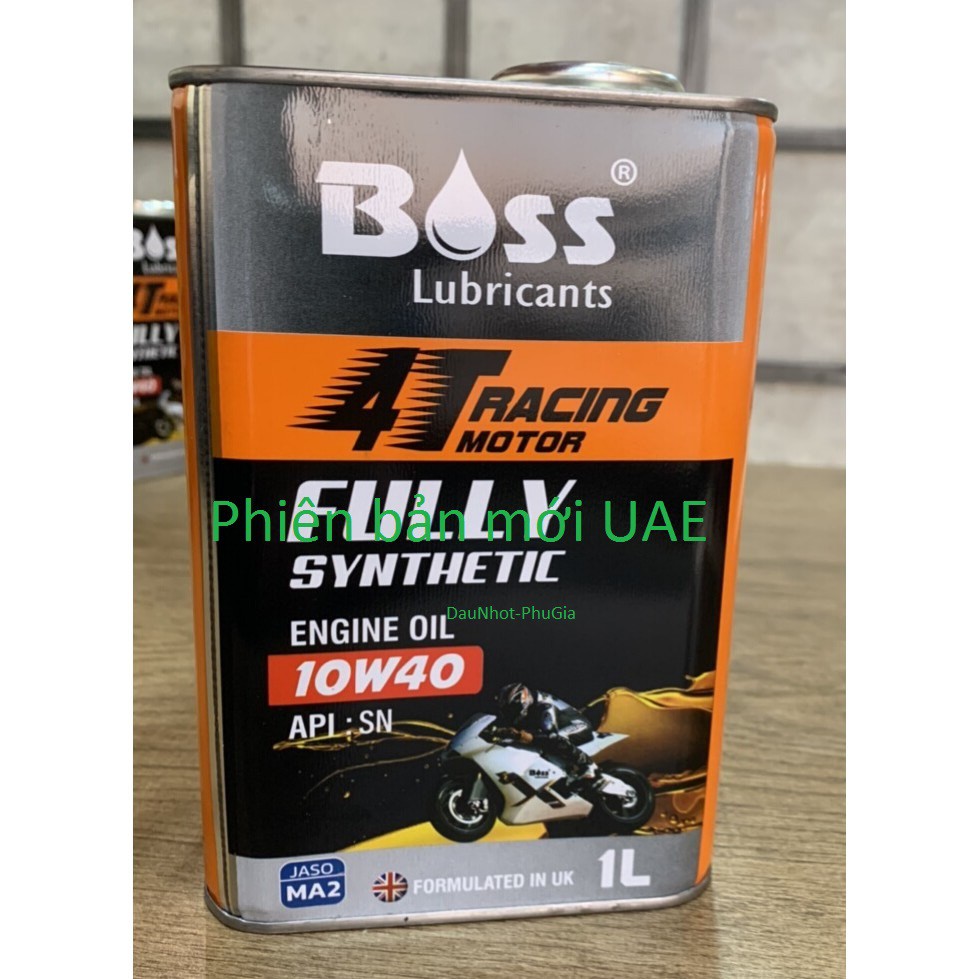 Boss ®
Lubricants
4T RACING
MOTOR
FULLY
Phiên bản mới UAE
SYNTHETIC
DauNhot-PhuGia
ENGINE OIL
10W40
API : SN
Boss
JASO
MA2
FORMULATED IN UK
1L